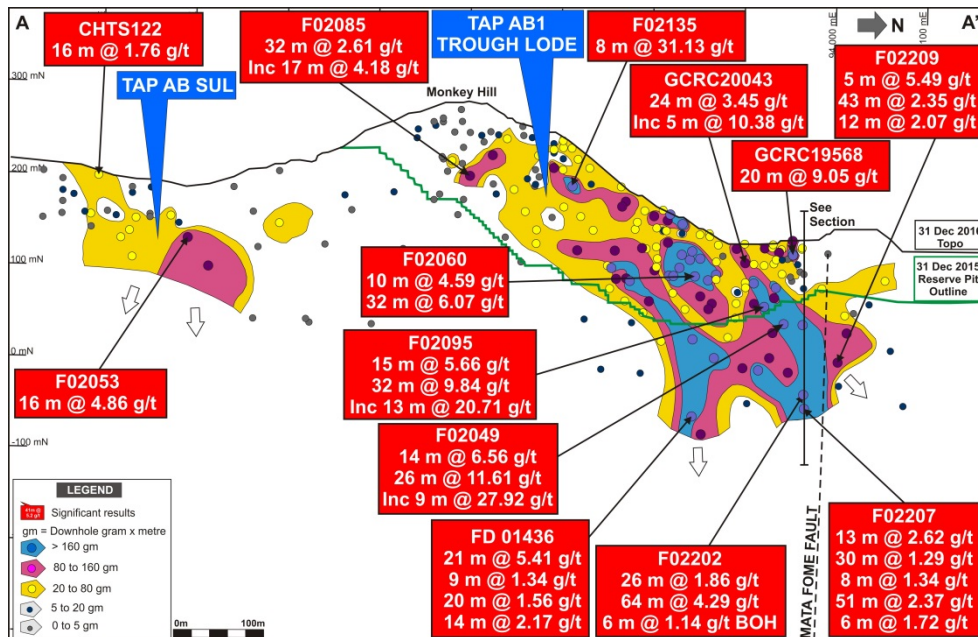 A
CHTS122
16 m @ 1.76 g/t
F02085
32 m @ 2.61 g/t
Inc 17 m @ 4.18 g/t
TAP AB1
TROUGH LODE
F02135
8 m @ 31.13 g/t
94,000 mE
N
100 mE
A'
F02209
5 m @ 5.49 g/t
43 m @ 2.35 g/t
12 m @ 2.07 g/t
GCRC20043
24 m @ 3.45 g/t
Inc 5 m @ 10.38 g/t
TAP AB SUL
Monkey Hill
300 mN
GCRC19568
20 m @ 9.05 g/t
200 mN
See
Section
31 Dec 2016
Topo
31 Dec 2015
Reserve Pit
Outline
100 mN
F02060
10 m @ 4.59 g/t
32 m @ 6.07 g/t
0 mN
F02095
15 m @ 5.66 g/t
32 m @ 9.84 g/t
Inc 13 m @ 20.71 g/t
F02053
16 m @ 4.86 g/t
-100 mN
F02049
14 m @ 6.56 g/t
26 m @ 11.61 g/t
Inc 9 m @ 27.92 g/t
LEGEND
Significant results
gm = Downhole gram x metre
> 160 gm
80 to 160 gm
20 to 80 gm
5 to 20 gm
0 to 5 gm
0
100m
FD 01436
21 m @ 5.41 g/t
9 m @ 1.34 g/t
20 m @ 1.56 g/t
14 m @ 2.17 g/t
F02202
26 m @ 1.86 g/t
64 m @ 4.29 g/t
6 m @ 1.14 g/t BOH
MATA FOME FAULT
F02207
13 m @ 2.62 g/t
30 m @ 1.29 g/t
8 m @ 1.34 g/t
51 m @ 2.37 g/t
6 m @ 1.72 g/t